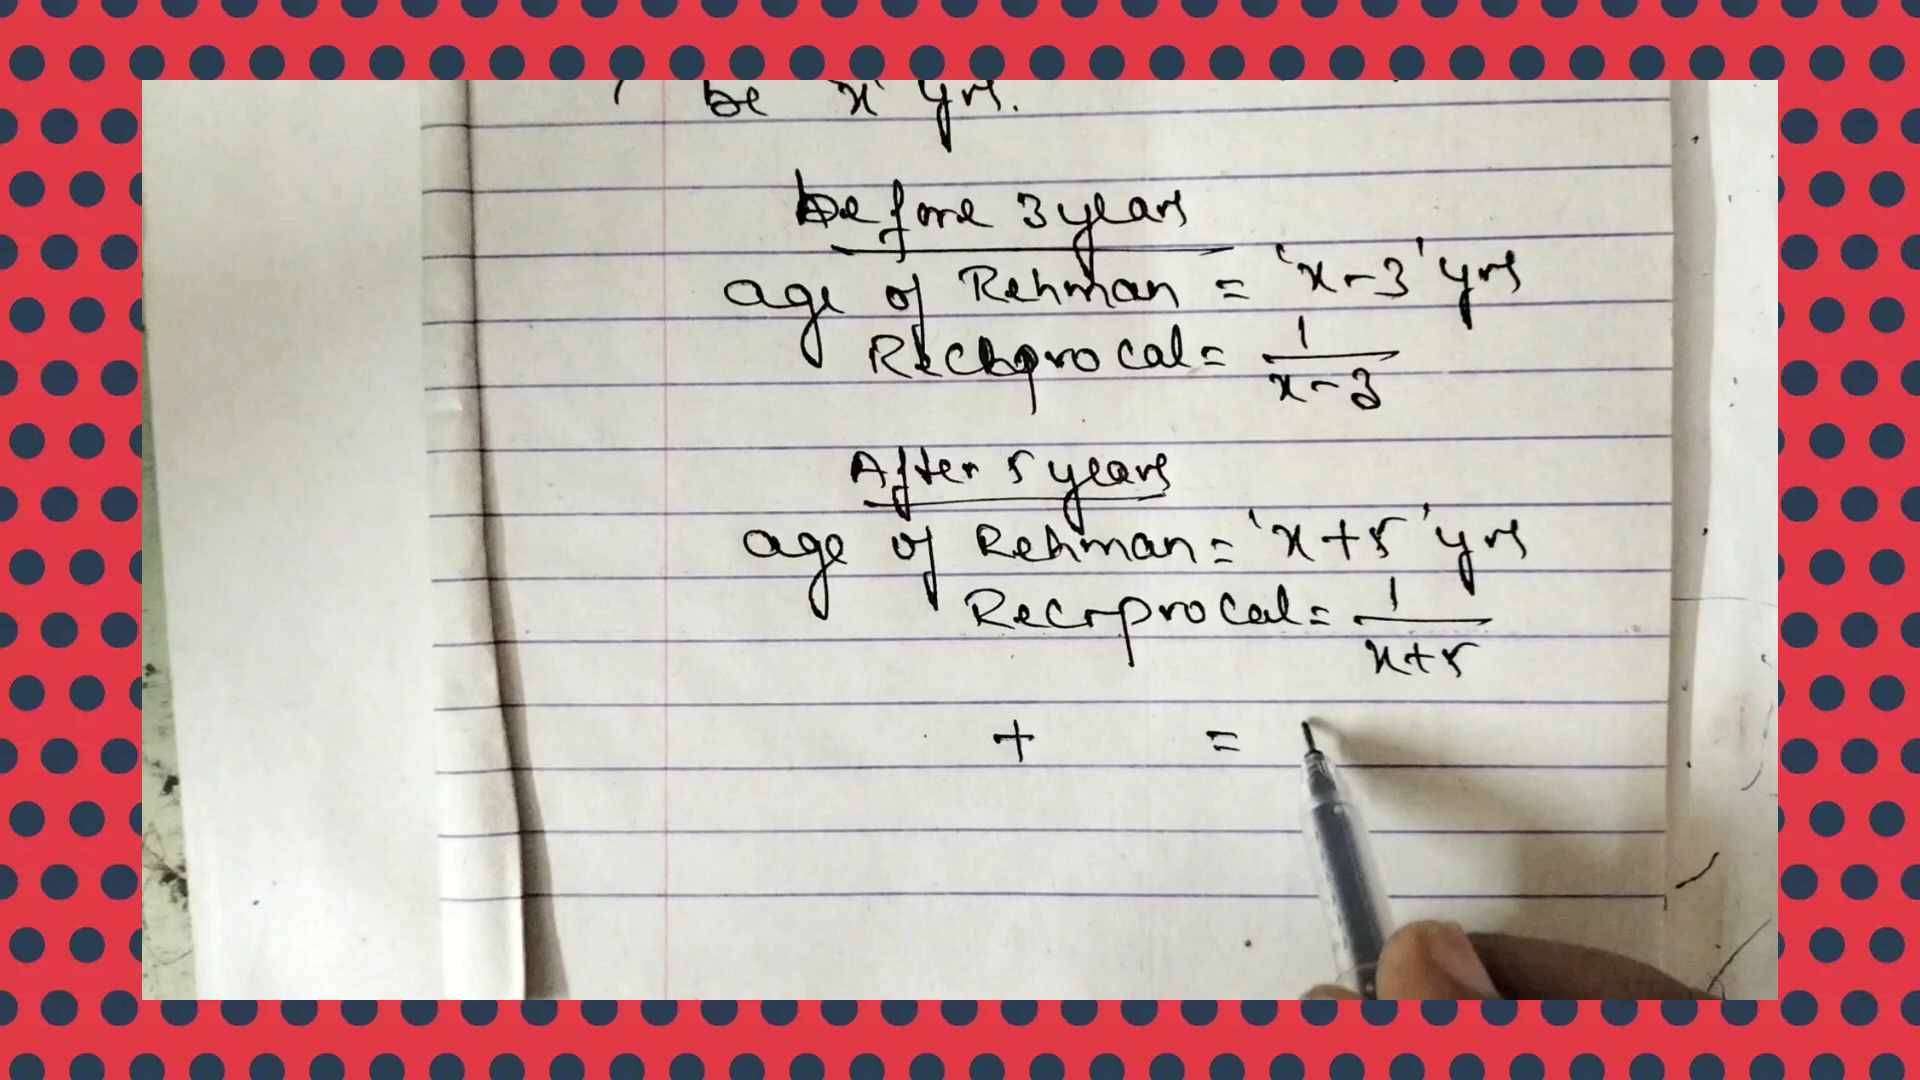 be 'x' yrs.
before 3 years
age of Rehman = 'x-3' yrs
Reciprocal = 1/x-3
After 5 years
age of Rehman = 'x+5' yrs
Reciprocal = 1/x+5
+ =